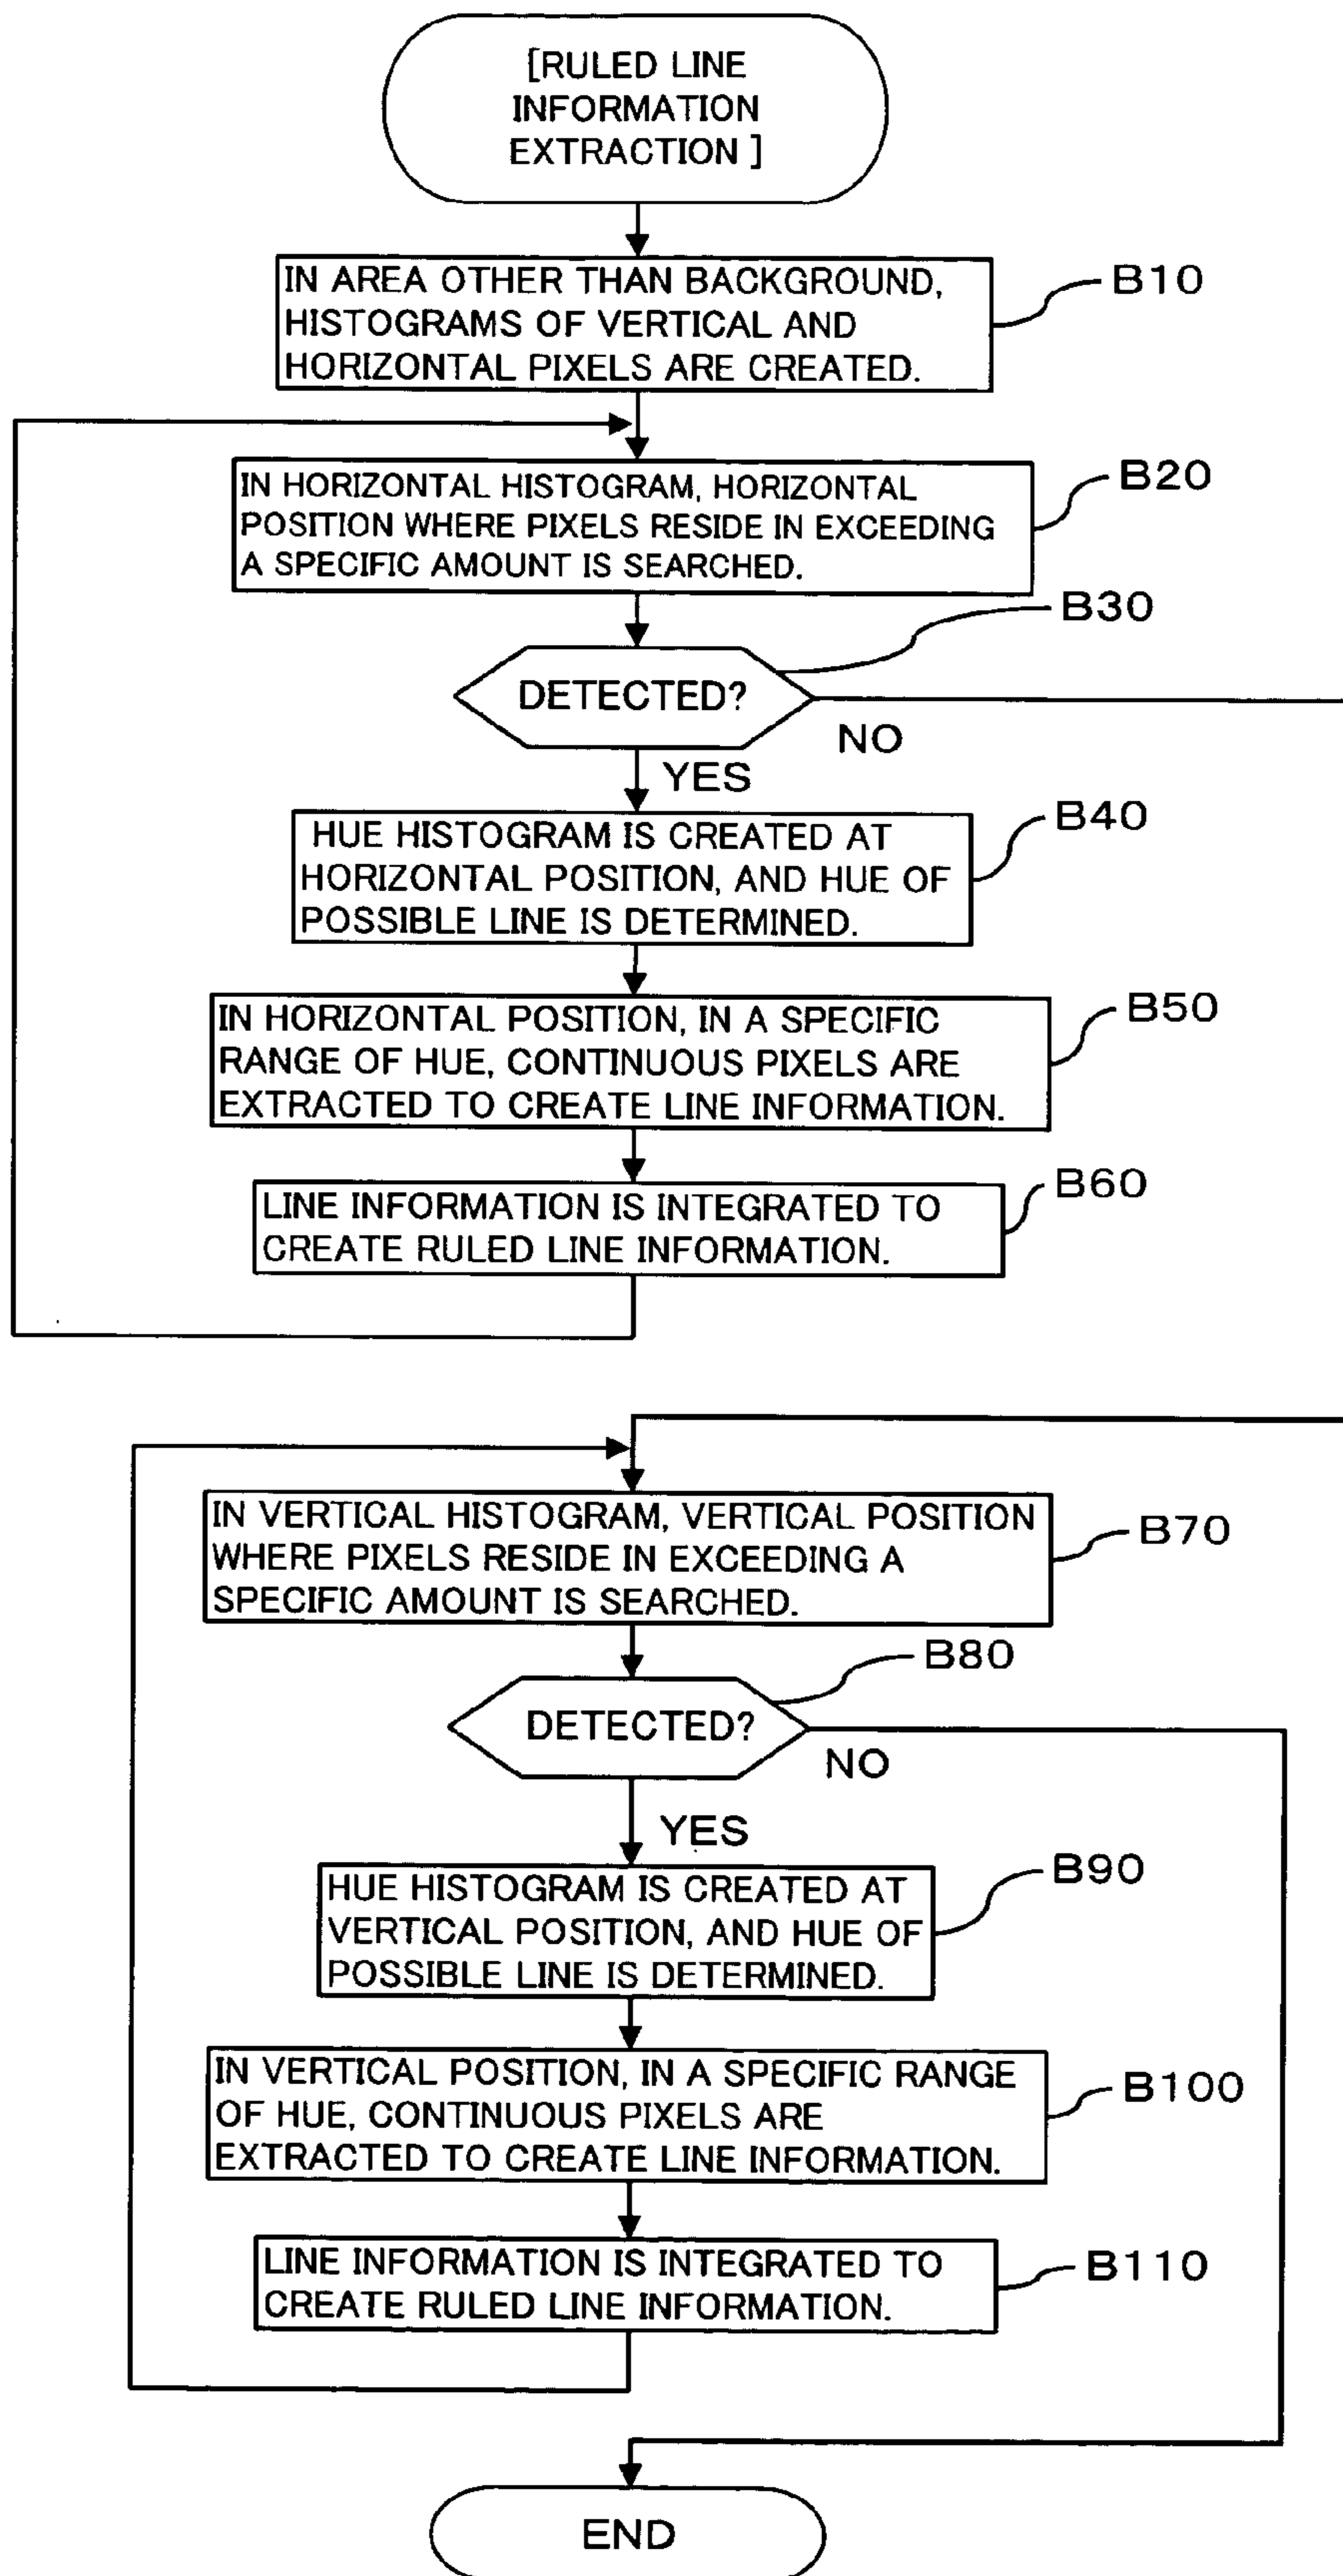 [RULED LINE
INFORMATION
EXTRACTION ]
IN AREA OTHER THAN BACKGROUND,
HISTOGRAMS OF VERTICAL AND
HORIZONTAL PIXELS ARE CREATED.
B10
IN HORIZONTAL HISTOGRAM, HORIZONTAL
POSITION WHERE PIXELS RESIDE IN EXCEEDING
A SPECIFIC AMOUNT IS SEARCHED.
B20
B30
DETECTED?
NO
YES
HUE HISTOGRAM IS CREATED AT
HORIZONTAL POSITION, AND HUE OF
POSSIBLE LINE IS DETERMINED.
B40
IN HORIZONTAL POSITION, IN A SPECIFIC
RANGE OF HUE, CONTINUOUS PIXELS ARE
EXTRACTED TO CREATE LINE INFORMATION.
B50
LINE INFORMATION IS INTEGRATED TO
CREATE RULED LINE INFORMATION.
B60
IN VERTICAL HISTOGRAM, VERTICAL POSITION
WHERE PIXELS RESIDE IN EXCEEDING A
SPECIFIC AMOUNT IS SEARCHED.
B70
B80
DETECTED?
NO
YES
HUE HISTOGRAM IS CREATED AT
VERTICAL POSITION, AND HUE OF
POSSIBLE LINE IS DETERMINED.
B90
IN VERTICAL POSITION, IN A SPECIFIC RANGE
OF HUE, CONTINUOUS PIXELS ARE
EXTRACTED TO CREATE LINE INFORMATION.
B100
LINE INFORMATION IS INTEGRATED TO
CREATE RULED LINE INFORMATION.
B110
END